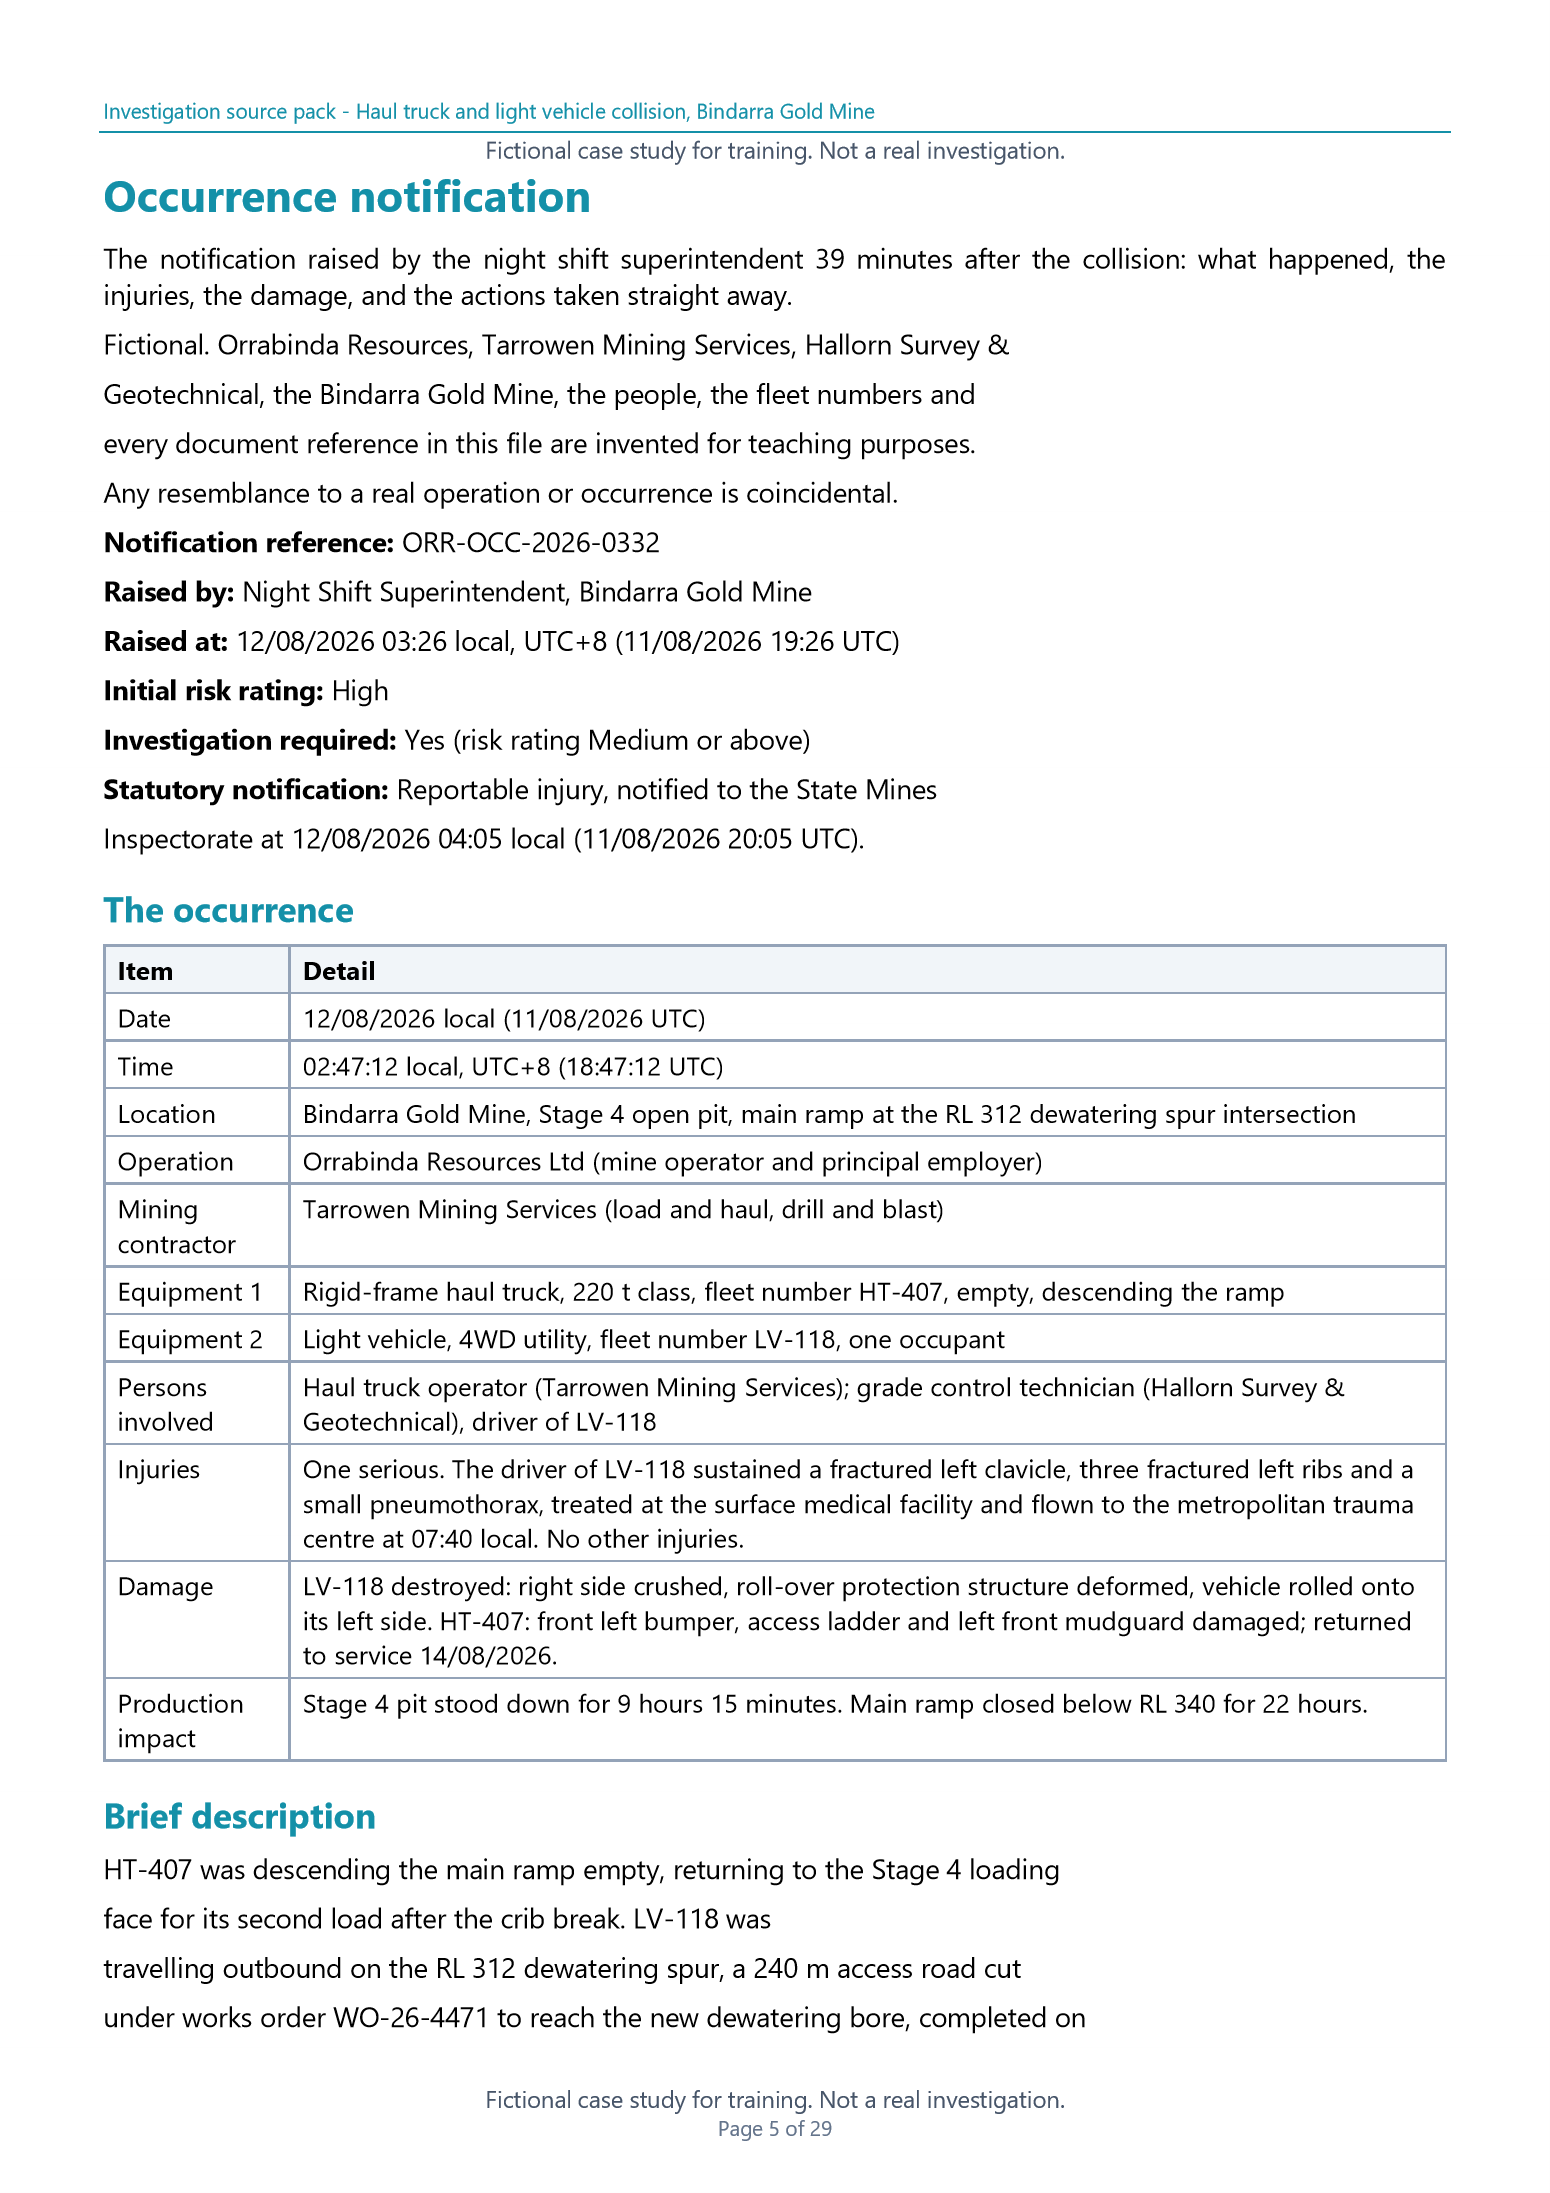 Investigation source pack - Haul truck and light vehicle collision, Bindarra Gold Mine
Fictional case study for training. Not a real investigation.
Occurrence notification
The notification raised by the night shift superintendent 39 minutes after the collision: what happened, the
injuries, the damage, and the actions taken straight away.
Fictional. Orrabinda Resources, Tarrowen Mining Services, Hallorn Survey &
Geotechnical, the Bindarra Gold Mine, the people, the fleet numbers and
every document reference in this file are invented for teaching purposes.
Any resemblance to a real operation or occurrence is coincidental.
Notification reference: ORR-OCC-2026-0332
Raised by: Night Shift Superintendent, Bindarra Gold Mine
Raised at: 12/08/2026 03:26 local, UTC+8 (11/08/2026 19:26 UTC)
Initial risk rating: High
Investigation required: Yes (risk rating Medium or above)
Statutory notification: Reportable injury, notified to the State Mines
Inspectorate at 12/08/2026 04:05 local (11/08/2026 20:05 UTC).
The occurrence
Item Detail
Date 12/08/2026 local (11/08/2026 UTC)
Time 02:47:12 local, UTC+8 (18:47:12 UTC)
Location Bindarra Gold Mine, Stage 4 open pit, main ramp at the RL 312 dewatering spur intersection
Operation Orrabinda Resources Ltd (mine operator and principal employer)
Mining Tarrowen Mining Services (load and haul, drill and blast)
contractor
Equipment 1 Rigid-frame haul truck, 220 t class, fleet number HT-407, empty, descending the ramp
Equipment 2 Light vehicle, 4WD utility, fleet number LV-118, one occupant
Persons Haul truck operator (Tarrowen Mining Services); grade control technician (Hallorn Survey &
involved Geotechnical), driver of LV-118
Injuries One serious. The driver of LV-118 sustained a fractured left clavicle, three fractured left ribs and a
small pneumothorax, treated at the surface medical facility and flown to the metropolitan trauma
centre at 07:40 local. No other injuries.
Damage LV-118 destroyed: right side crushed, roll-over protection structure deformed, vehicle rolled onto
its left side. HT-407: front left bumper, access ladder and left front mudguard damaged; returned
to service 14/08/2026.
Production Stage 4 pit stood down for 9 hours 15 minutes. Main ramp closed below RL 340 for 22 hours.
impact
Brief description
HT-407 was descending the main ramp empty, returning to the Stage 4 loading
face for its second load after the crib break. LV-118 was
travelling outbound on the RL 312 dewatering spur, a 240 m access road cut
under works order WO-26-4471 to reach the new dewatering bore, completed on
Fictional case study for training. Not a real investigation.
Page 5 of 29